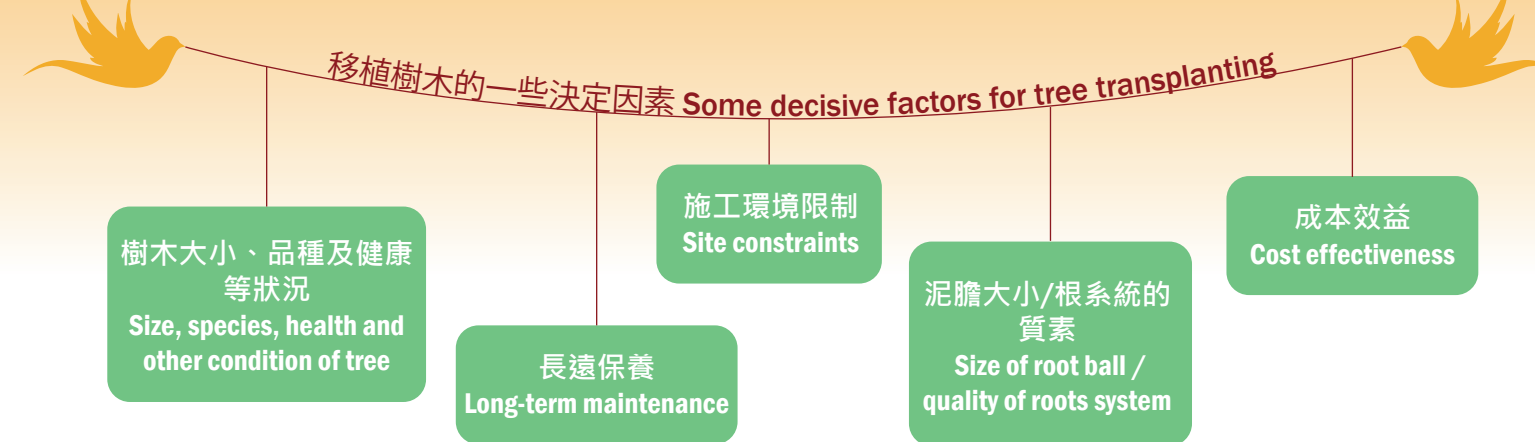 移植樹木的一些決定因素 Some decisive factors for tree transplanting
樹木大小、品種及健康
等狀況
Size, species, health and
other condition of tree
長遠保養
Long-term maintenance
施工環境限制
Site constraints
泥膽大小/根系統的
質素
Size of root ball /
quality of roots system
成本效益
Cost effectiveness